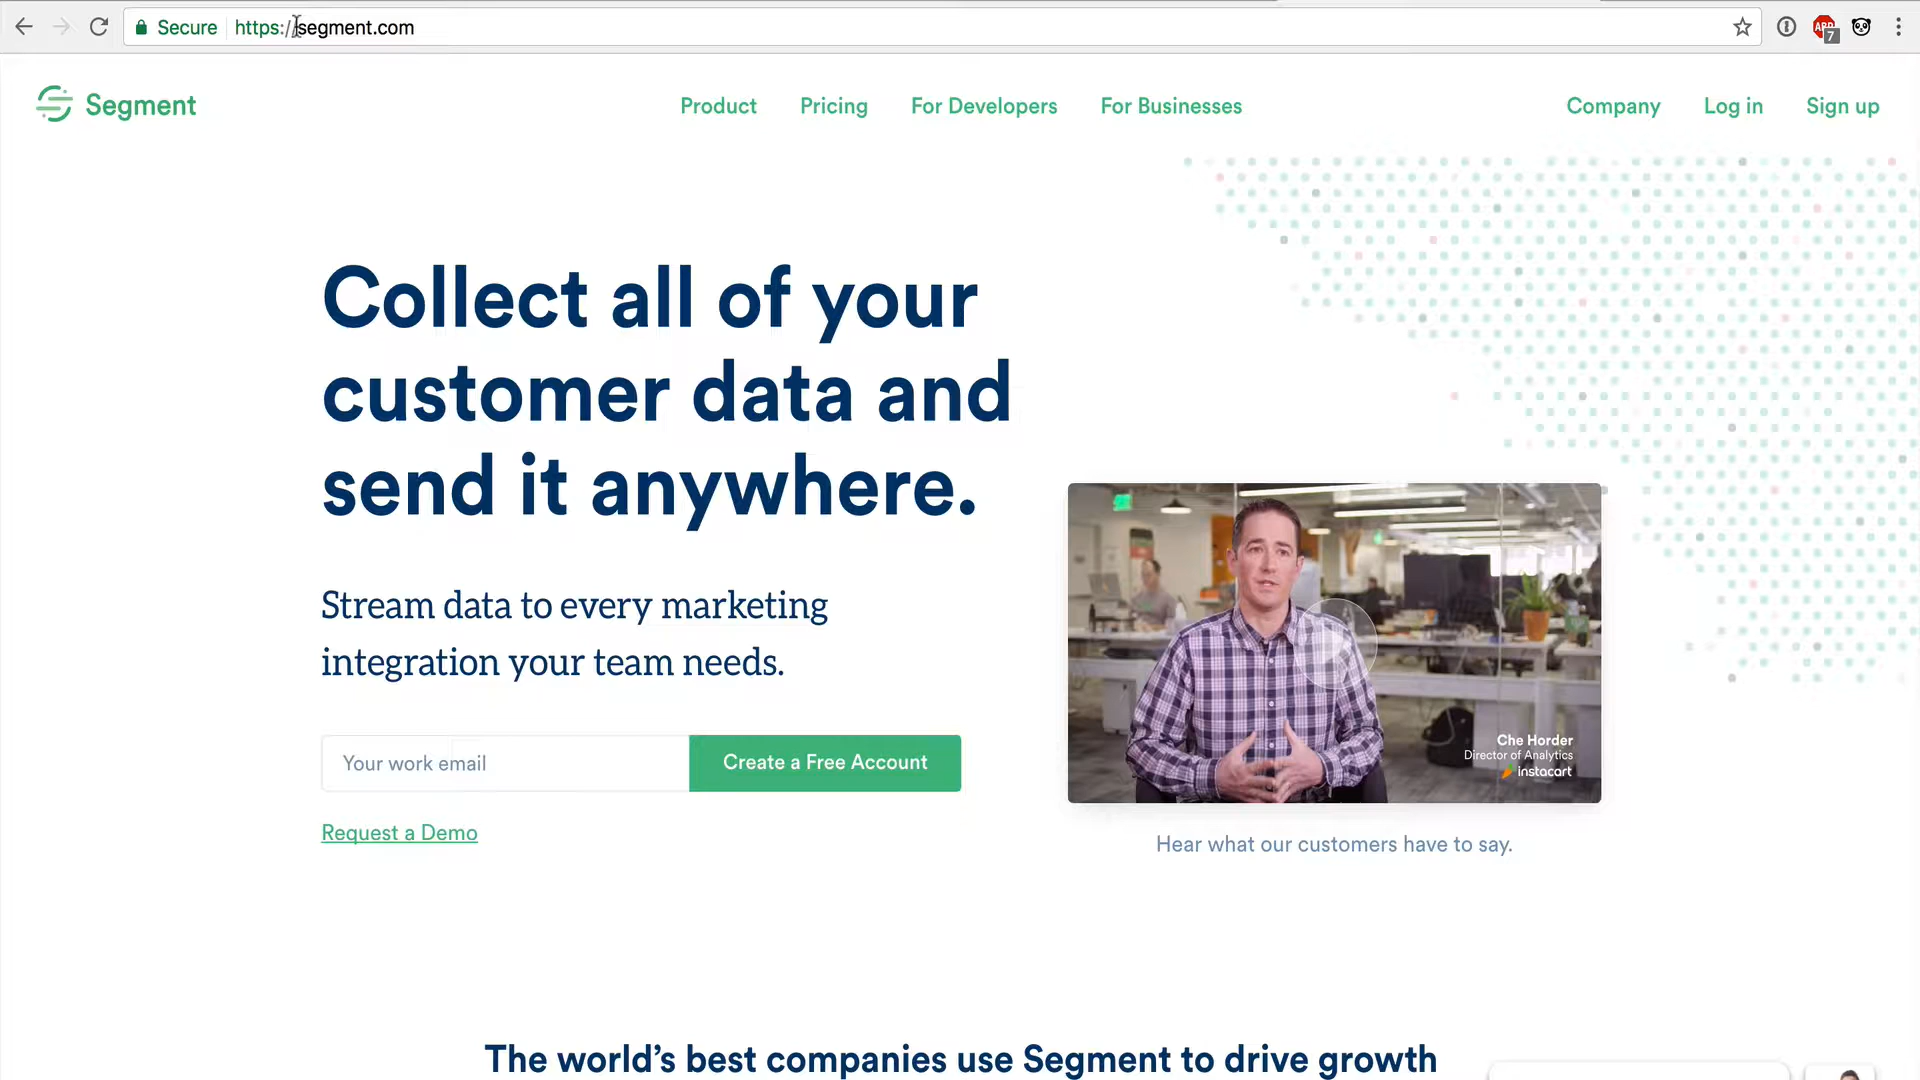 Secure https://segment.com
ABP
7
Segment
Product Pricing For Developers For Businesses
Company Log in Sign up
Collect all of your
customer data and
send it anywhere.
Stream data to every marketing
integration your team needs.
Your work email
Create a Free Account
Request a Demo
Che Horder
Director of Analytics
instacart
Hear what our customers have to say.
The world’s best companies use Segment to drive growth